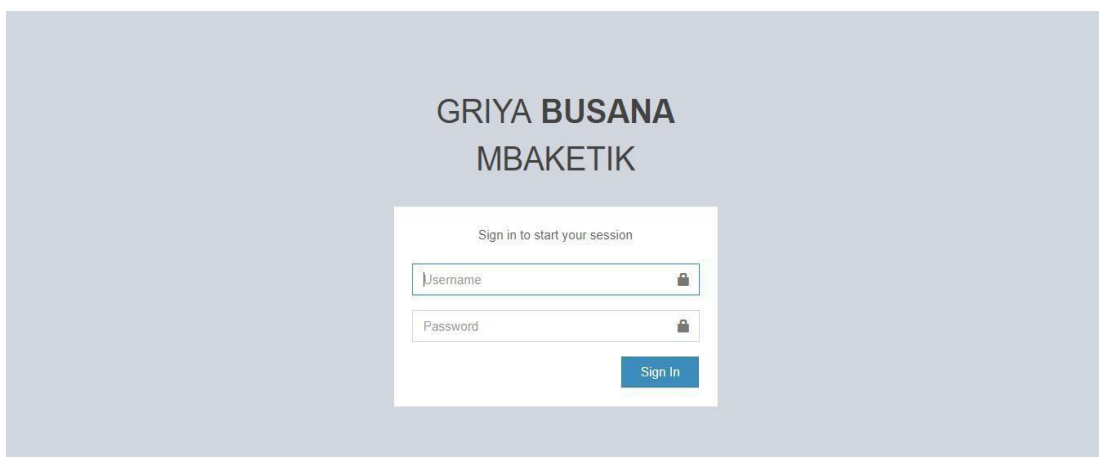 GRIYA BUSANA
MBAKETIK
Sign in to start your session
Username
Password
Sign In